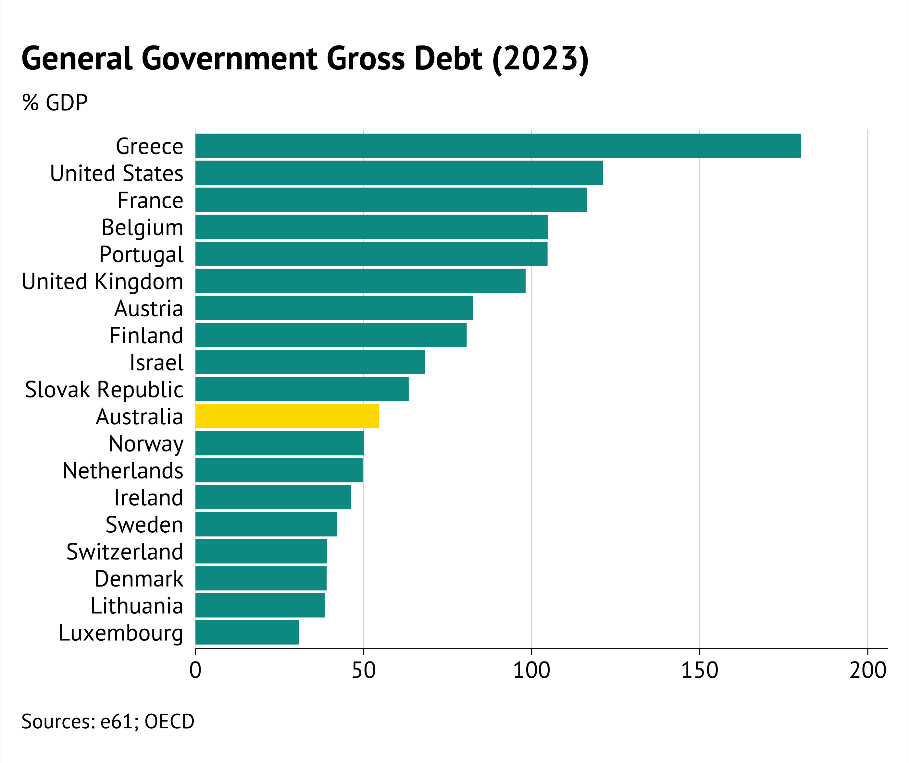 General Government Gross Debt (2023)
% GDP
Greece
United States
France
Belgium
Portugal
United Kingdom
Austria
Finland
Israel
Slovak Republic
Australia
Norway
Netherlands
Ireland
Sweden
Switzerland
Denmark
Lithuania
Luxembourg
0 50 100 150 200
Sources: e61; OECD